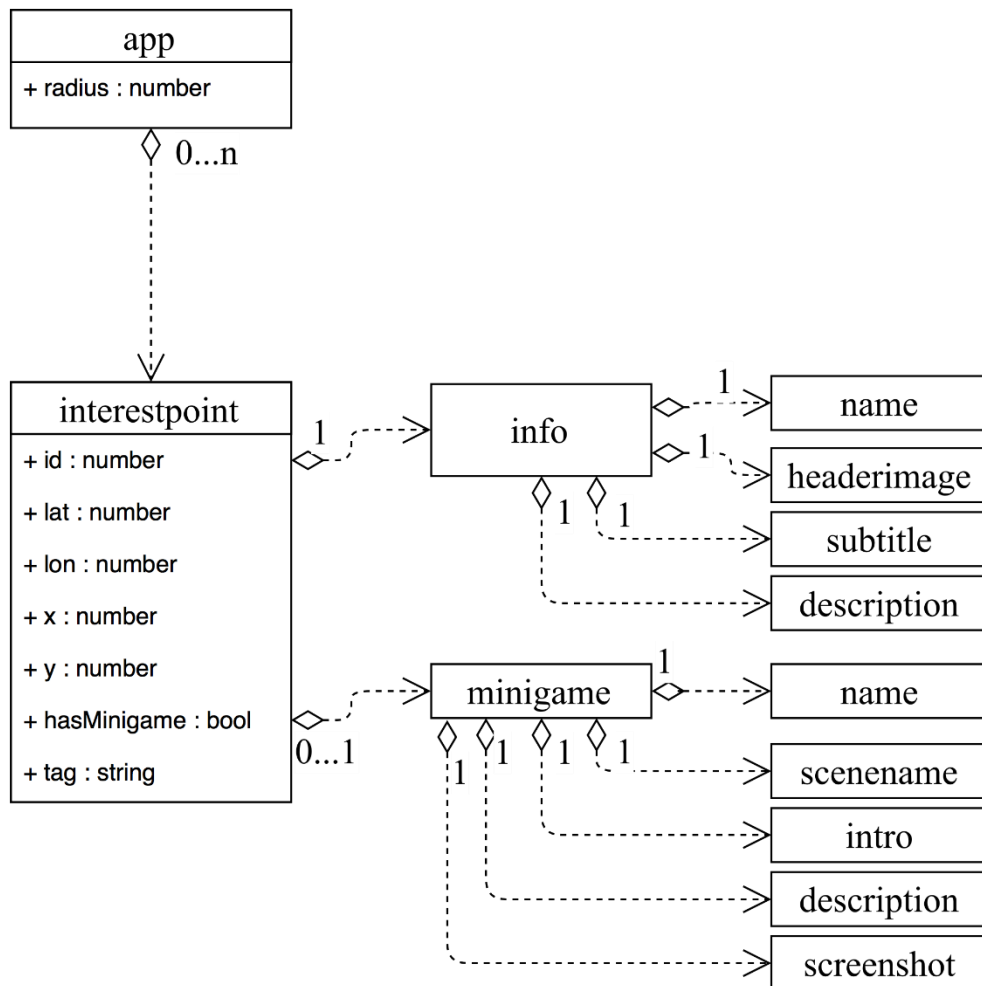 app
+ radius : number
0...n
interestpoint
+ id : number
+ lat : number
+ lon : number
+ x : number
+ y : number
+ hasMinigame : bool
+ tag : string
1
info
1
name
1
headerimage
1
subtitle
1
description
0...1
minigame
1
name
1
scenename
1
intro
1
description
1
screenshot